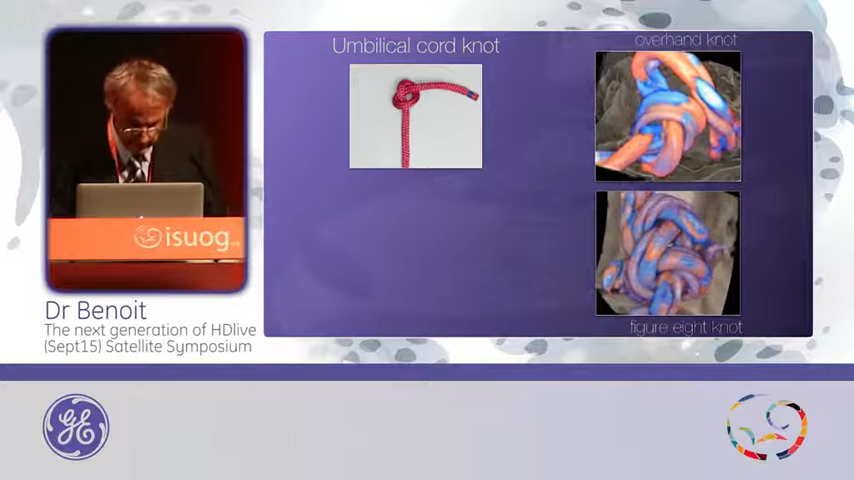 Umbilical cord knot
overhand knot
isuog
figure eight knot
Dr Benoit
The next generation of HDlive
(Sept15) Satellite Symposium
GE